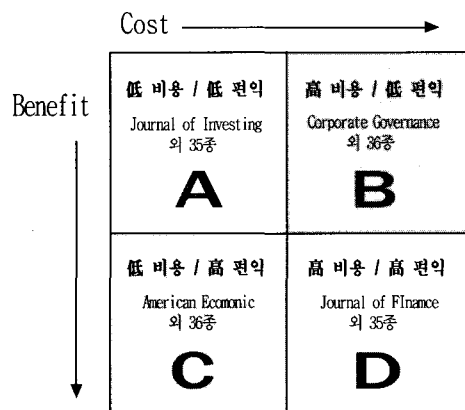 Cost
Benefit
低 비용 / 低 편익
Journal of Investing
외 35종
A
高 비용 / 低 편익
Corporate Governance
외 36종
B
低 비용 / 高 편익
American Ecomonic
외 36종
C
高 비용 / 高 편익
Journal of FInance
외 35종
D